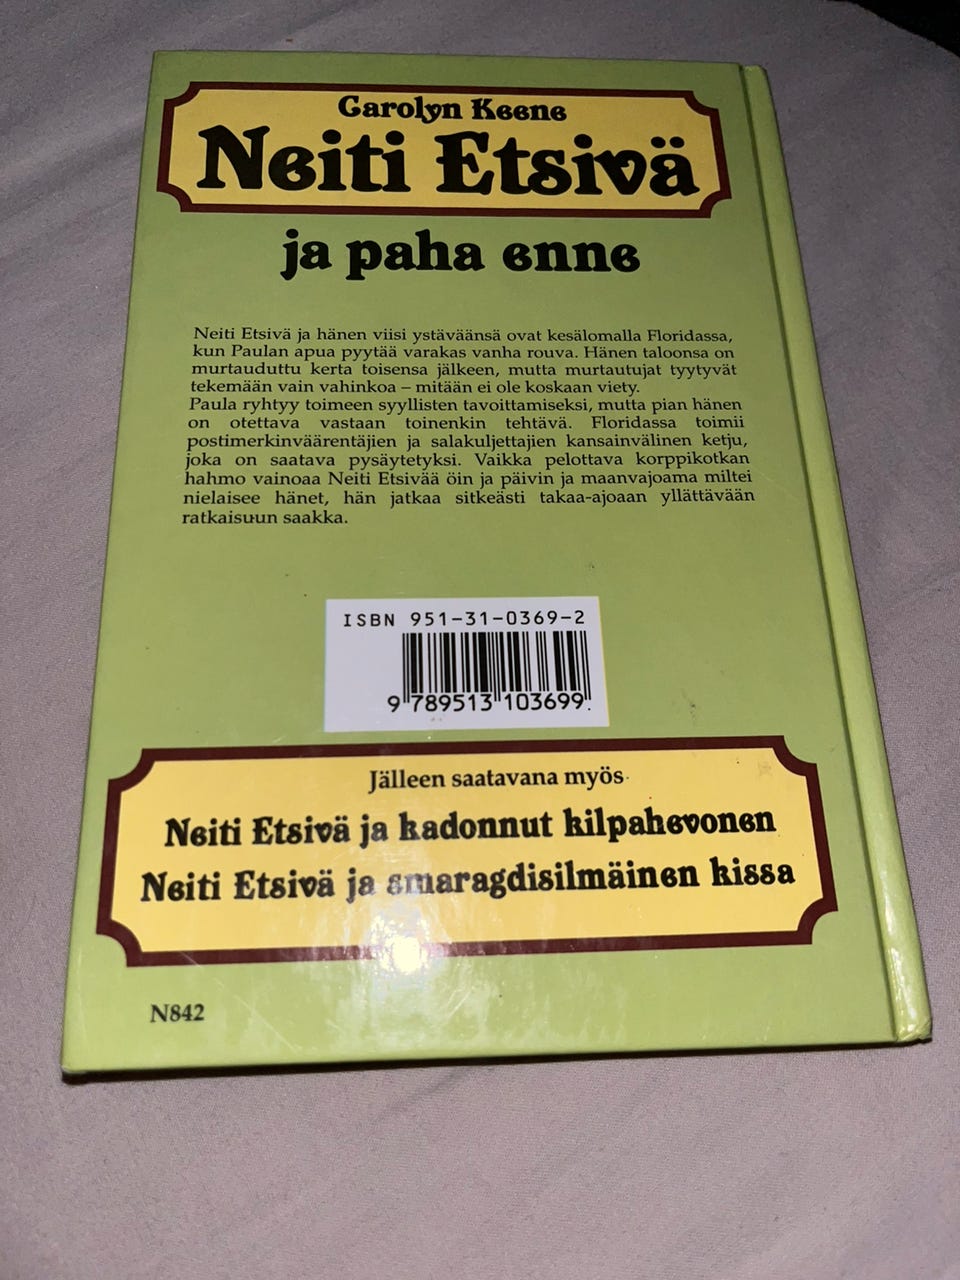 Carolyn Keene
Neiti Etsivä
ja paha enne
Neiti Etsivä ja hänen viisi ystäväänsä ovat kesälomalla Floridassa,
kun Paulan apua pyytää varakas vanha rouva. Hänen taloonsa on
murtauduttu kerta toisensa jälkeen, mutta murtautujat tyytyvät
tekemään vain vahinkoa – mitään ei ole koskaan viety.
Paula ryhtyy toimeen syyllisten tavoittamiseksi, mutta pian hänen
on otettava vastaan toinenkin tehtävä. Floridassa toimii
postimerkinväärentäjien ja salakuljettajien kansainvälinen ketju,
joka on saatava pysäytetyksi. Vaikka pelottava korppikotkan
hahmo vainoaa Neiti Etsivää öin ja päivin ja maanvajoama miltei
nielaisee hänet, hän jatkaa sitkeästi takaa-ajoaan yllättävään
ratkaisuun saakka.
ISBN 951-31-0369-2
9 789513 103699
Jälleen saatavana myös
Neiti Etsivä ja kadonnut kilpahevonen
Neiti Etsivä ja smaragdisilmäinen kissa
N842